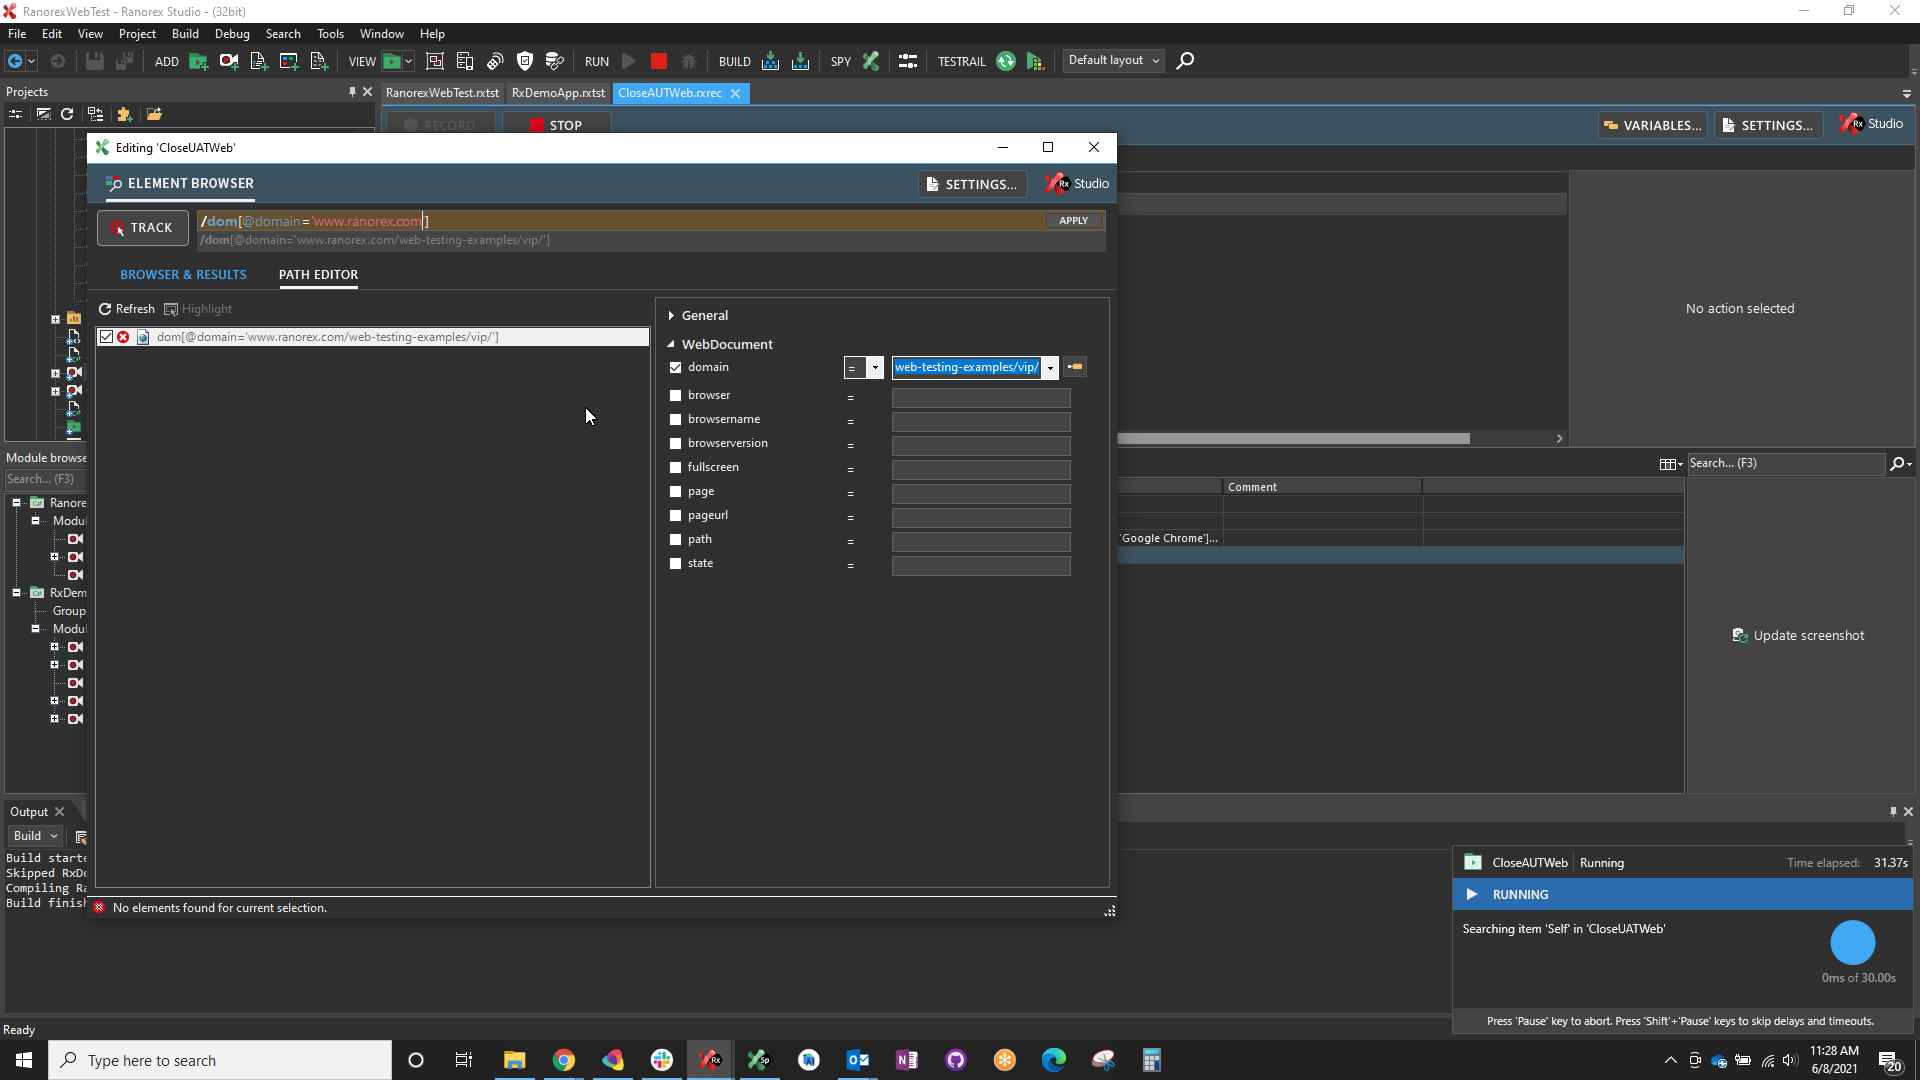 RanorexWebTest - Ranorex Studio - (32bit)
File Edit View Project Build Debug Search Tools Window Help
ADD VIEW RUN BUILD SPY TESTRAIL Default layout
Projects
RanorexWebTest.rxtst RxDemoApp.rxtst CloseAUTWeb.rxrec
RECORD STOP VARIABLES... SETTINGS... Rx Studio
Editing 'CloseUATWeb'
ELEMENT BROWSER SETTINGS... Rx Studio
TRACK /dom[@domain='www.ranorex.com] APPLY
/dom[@domain='www.ranorex.com/web-testing-examples/vip/']
BROWSER & RESULTS PATH EDITOR
Refresh Highlight
dom[@domain='www.ranorex.com/web-testing-examples/vip/']
General
WebDocument
domain = web-testing-examples/vip/
browser =
browsername =
browserversion =
fullscreen =
page =
pageurl =
path =
state =
No elements found for current selection.
No action selected
Module browse
Search... (F3)
Ranore
Modul
RxDem
Group
Modul
Search... (F3)
Comment
'Google Chrome']...
Update screenshot
Output
Build
Build starte
Skipped RxDe
Compiling Ra
Build finish
CloseAUTWeb Running Time elapsed: 31.37s
RUNNING
Searching item 'Self' in 'CloseUATWeb'
0ms of 30.00s
Press 'Pause' key to abort. Press 'Shift'+'Pause' keys to skip delays and timeouts.
Ready
Type here to search
11:28 AM
6/8/2021
20